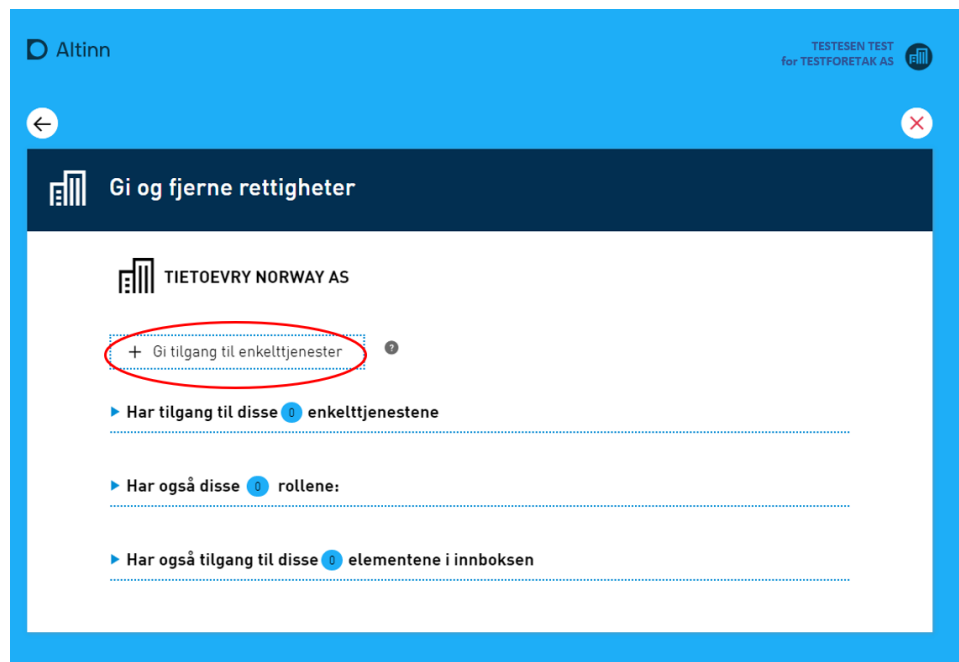 Altinn
TESTESEN TEST
for TESTFORETAK AS
Gi og fjerne rettigheter
TIETOEVRY NORWAY AS
+ Gi tilgang til enkelttjenester ?
Har tilgang til disse 0 enkelttjenestene
Har også disse 0 rollene:
Har også tilgang til disse 0 elementene i innboksen